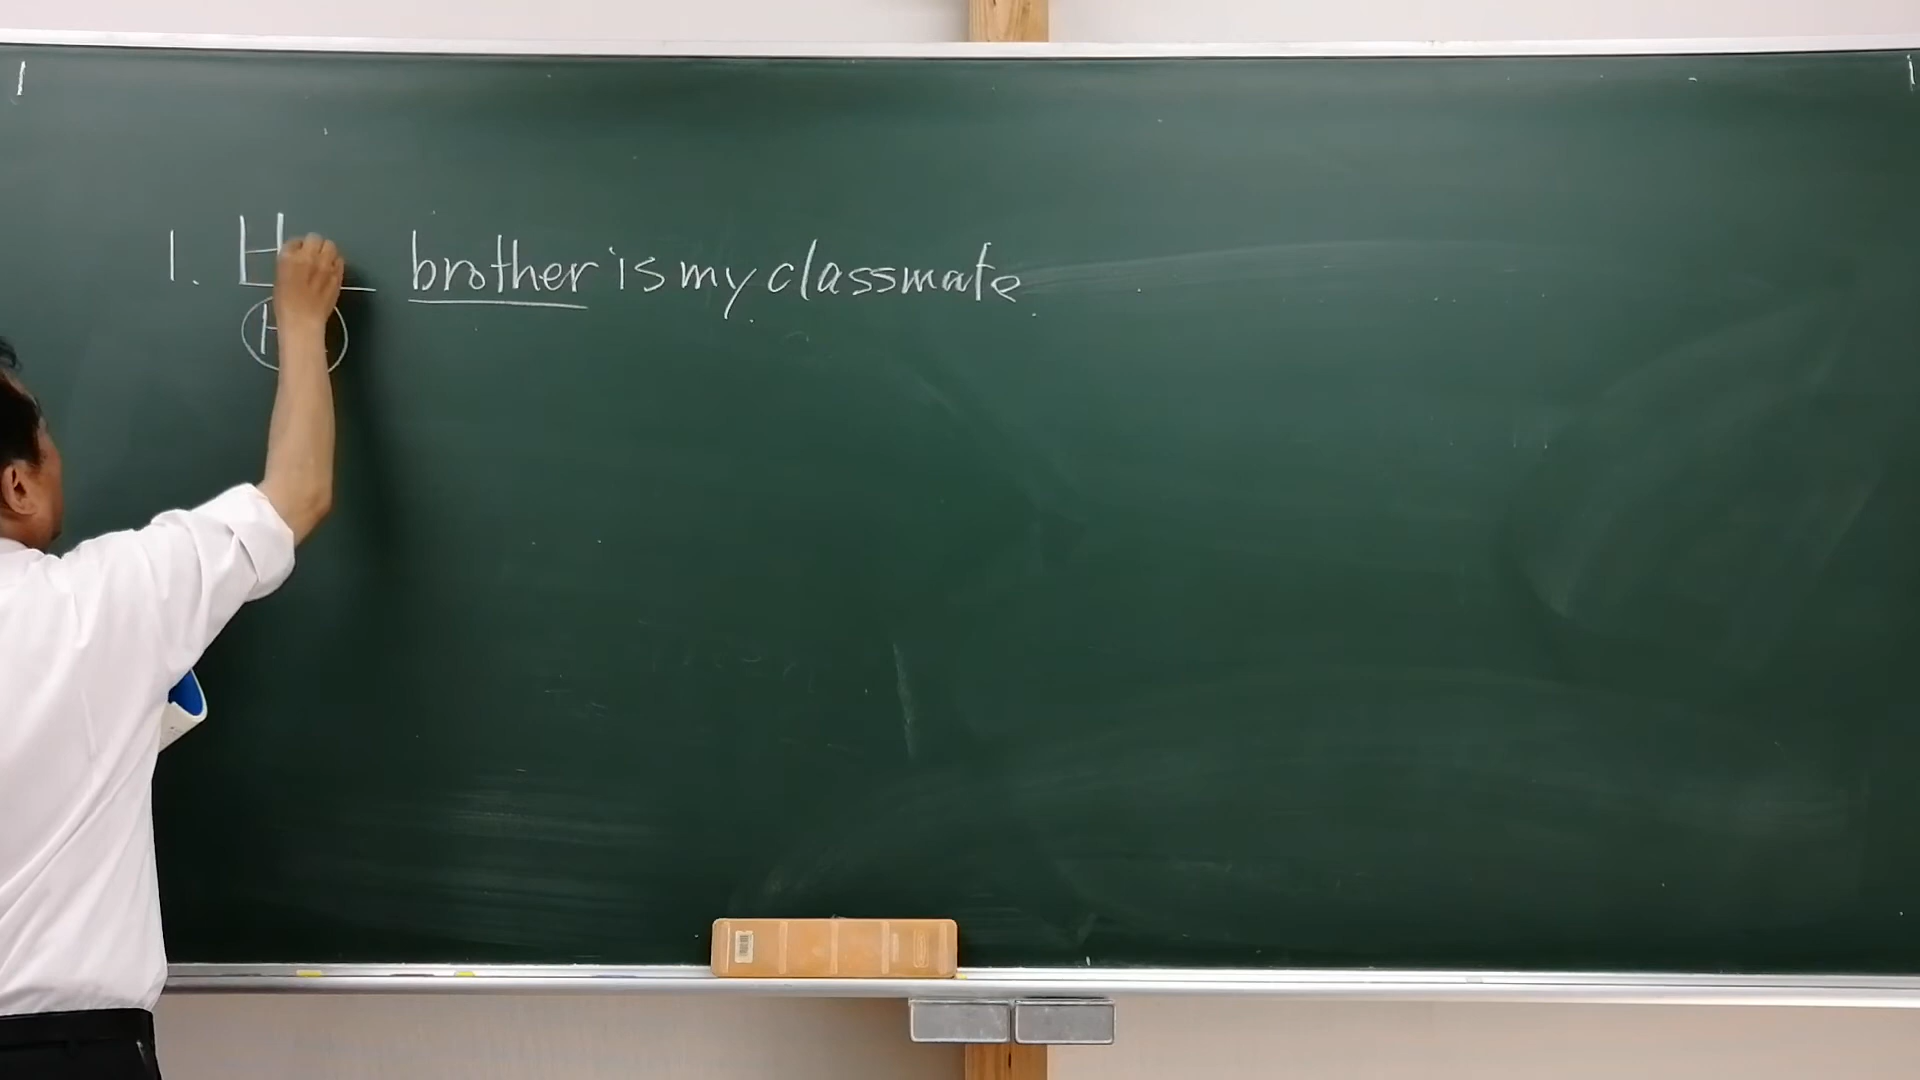 1. H brother is my classmate.
H